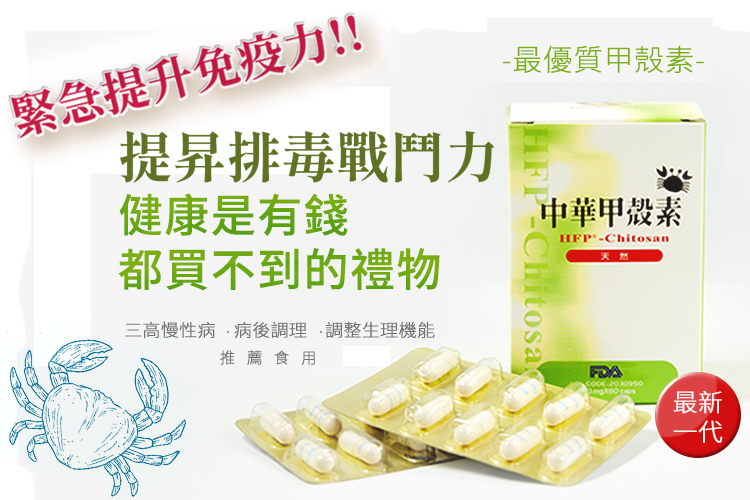 緊急提升免疫力!!
-最優質甲殼素-
提昇排毒戰鬥力
健康是有錢
都買不到的禮物
三高慢性病 ·病後調理 ·調整生理機能
推薦食用
HFP-Chitosan
中華甲殼素
HFP®-Chitosan
天然
FDA
CODE-2030950
0mgX60caps
最新
一代